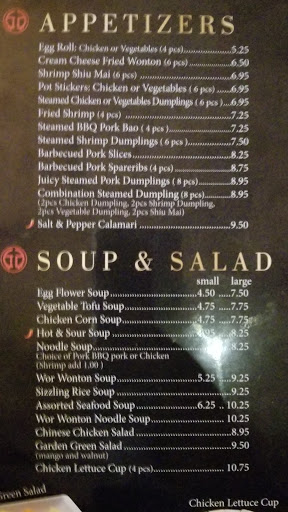 APPETIZERS
Egg Roll: Chicken or Vegetables (4 pcs).....5.25
Cream Cheese Fried Wonton (6 pcs).....6.50
Shrimp Shiu Mai (6 pcs).....6.95
Pot Stickers: Chicken or Vegetables (6 pcs)....6.95
Steamed Chicken or Vegetables Dumplings (6 pcs)..6.95
Fried Shrimp (4 pcs).....7.25
Steamed BBQ Pork Bao (4 pcs).....7.25
Steamed Shrimp Dumplings (6 pcs).....7.50
Barbecued Pork Slices.....8.25
Barbecued Pork Spareribs (4 pcs).....8.75
Juicy Steamed Pork Dumplings (8 pcs).....8.95
Combination Steamed Dumpling (8 pcs).....8.95
(2pcs Chicken Dumpling, 2pcs Shrimp Dumpling,
2pcs Vegetable Dumpling, 2pcs Shiu Mai)
Salt & Pepper Calamari.....9.50
SOUP & SALAD
small large
Egg Flower Soup.....4.50 .....7.50
Vegetable Tofu Soup.....4.75 .....7.75
Chicken Corn Soup.....4.75 ....7.75
Hot & Sour Soup.....8.25
Noodle Soup.....8.25
Choice of Pork BBQ pork or Chicken
(Shrimp add 1.00 )
Wor Wonton Soup.....5.25 .....9.25
Sizzling Rice Soup.....9.25
Assorted Seafood Soup.....6.25 .. 10.25
Wor Wonton Noodle Soup.....10.25
Chinese Chicken Salad.....8.95
Garden Green Salad.....9.50
(mango and walnut)
Chicken Lettuce Cup (4 pcs).....10.75
Green Salad
Chicken Lettuce Cup